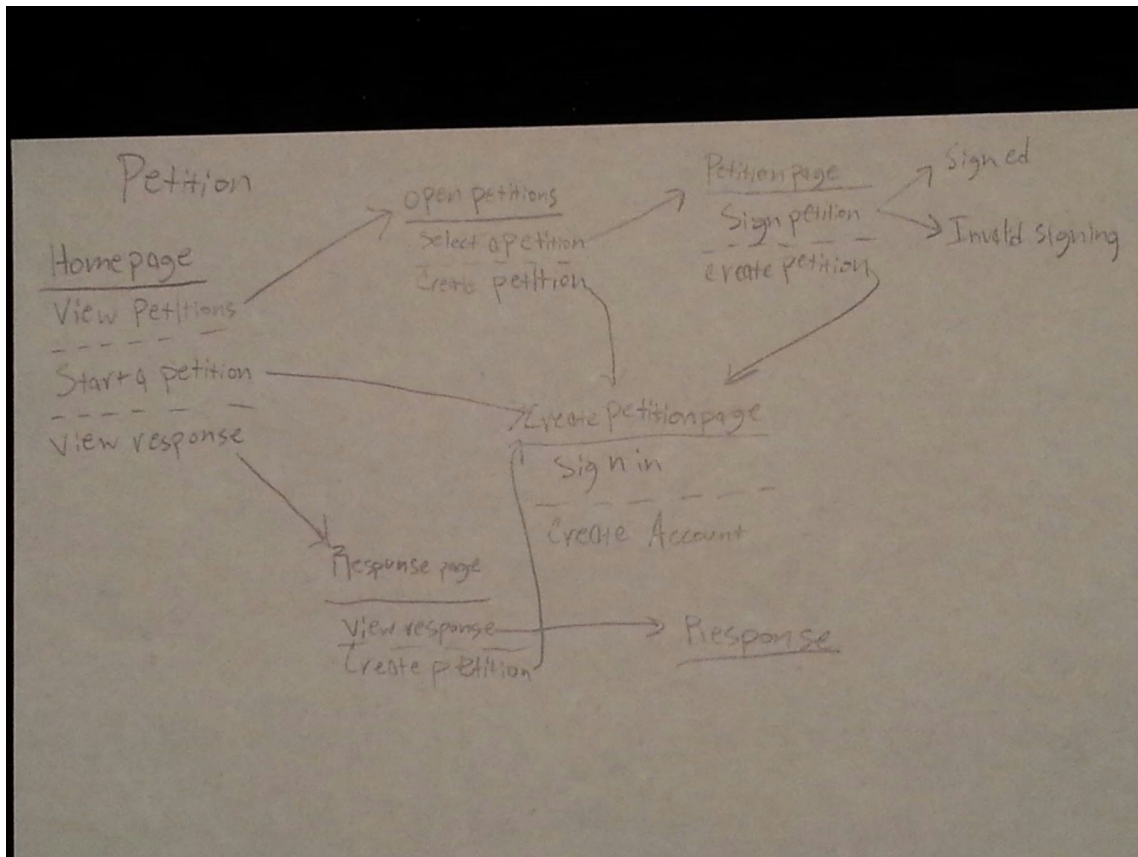 Petition
Homepage
View Petitions
Start a petition
View response
Open petitions
Select a petition
Create petition
Petition page
Sign petition
Create petition
Signed
Invalid signing
Create Petition page
Sign in
Create Account
Response page
View response
Create petition
Response